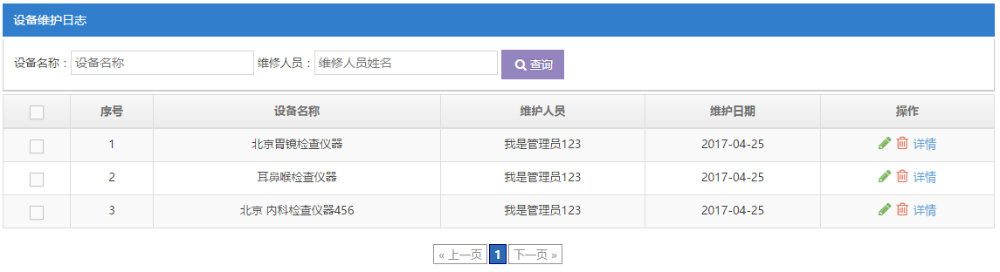 设备维护日志
设备名称： 设备名称 维修人员： 维修人员姓名 查询
序号 设备名称 维护人员 维护日期 操作
1 北京胃镜检查仪器 我是管理员123 2017-04-25 详情
2 耳鼻喉检查仪器 我是管理员123 2017-04-25 详情
3 北京 内科检查仪器456 我是管理员123 2017-04-25 详情
« 上一页 1 下一页 »